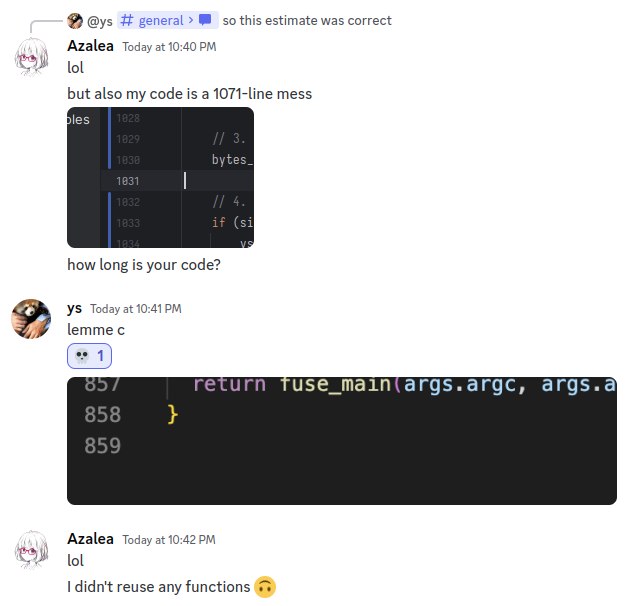 @ys # general › so this estimate was correct
Azalea Today at 10:40 PM
lol
but also my code is a 1071-line mess
oles
1028
1029 // 3.
1030 bytes_
1031
1032 // 4.
1033 if (si
1034 ys
how long is your code?
ys Today at 10:41 PM
lemme c
1
857 return fuse_main(args.argc, args.a
858 }
859
Azalea Today at 10:42 PM
lol
I didn't reuse any functions 🙃